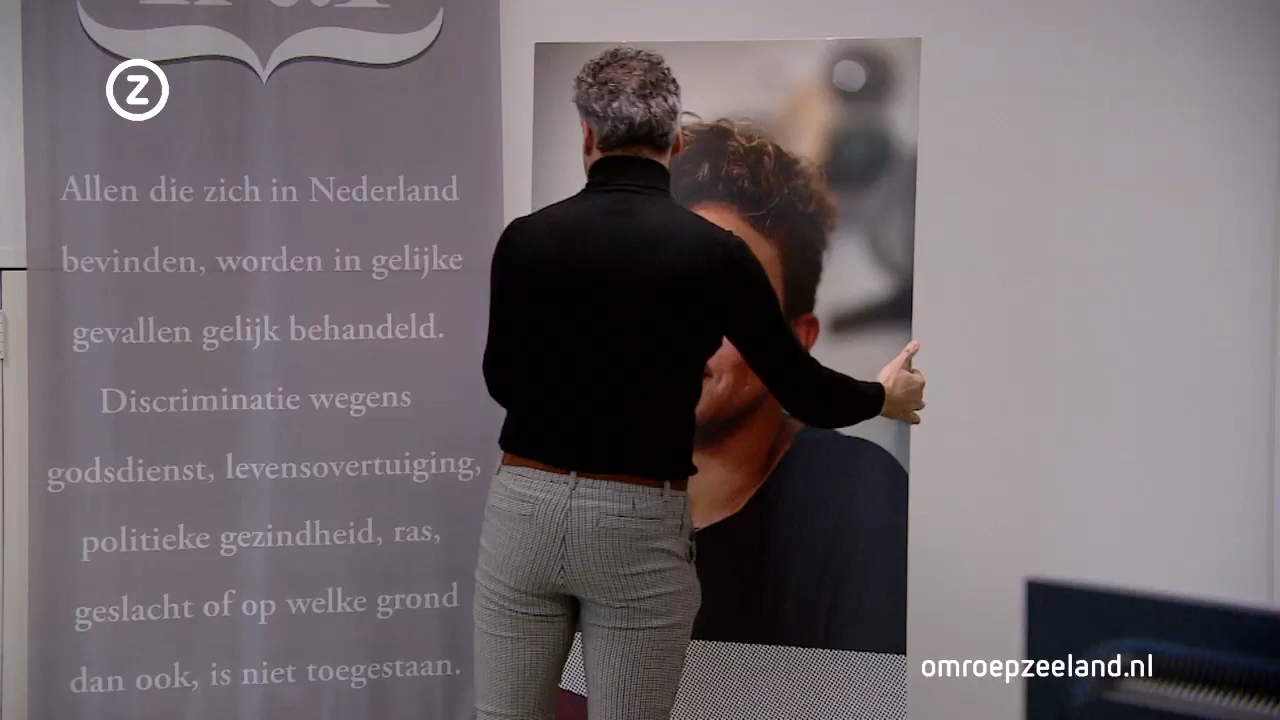 Z
Allen die zich in Nederland
bevinden, worden in gelijke
gevallen gelijk behandeld.
Discriminatie wegens
godsdienst, levensovertuiging,
politieke gezindheid, ras,
geslacht of op welke grond
dan ook, is niet toegestaan.
omroepzeeland.nl